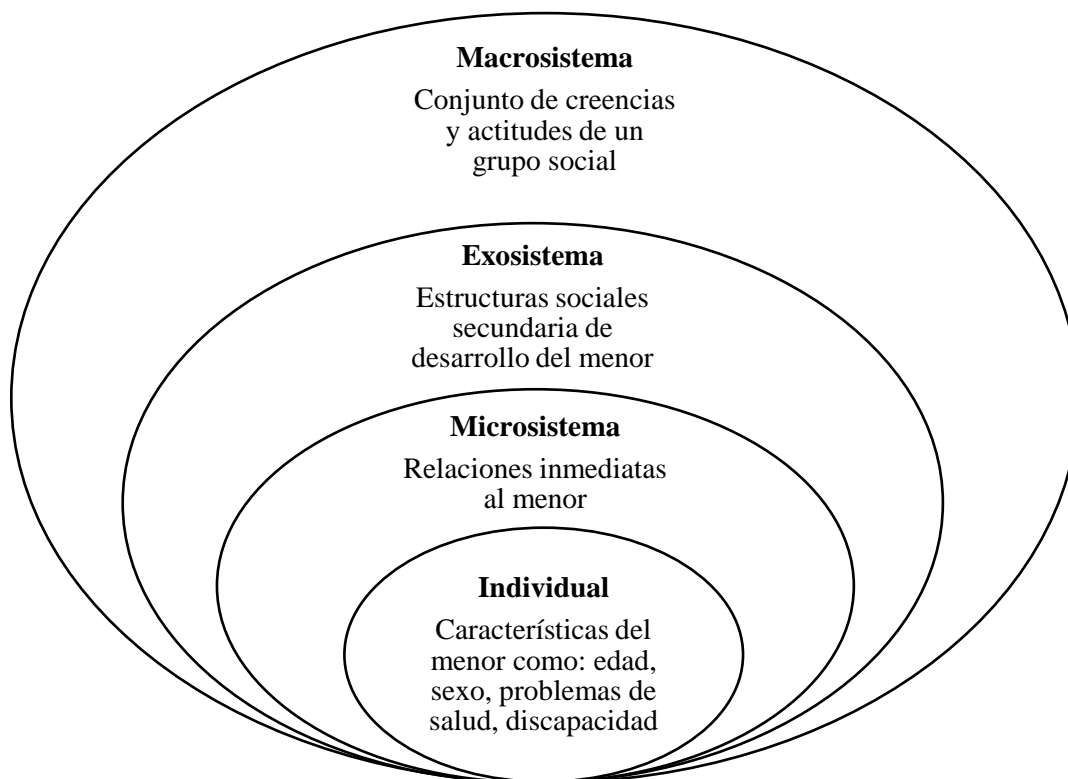 Macrosistema
Conjunto de creencias
y actitudes de un
grupo social
Exosistema
Estructuras sociales
secundaria de
desarrollo del menor
Microsistema
Relaciones inmediatas
al menor
Individual
Características del
menor como: edad,
sexo, problemas de
salud, discapacidad